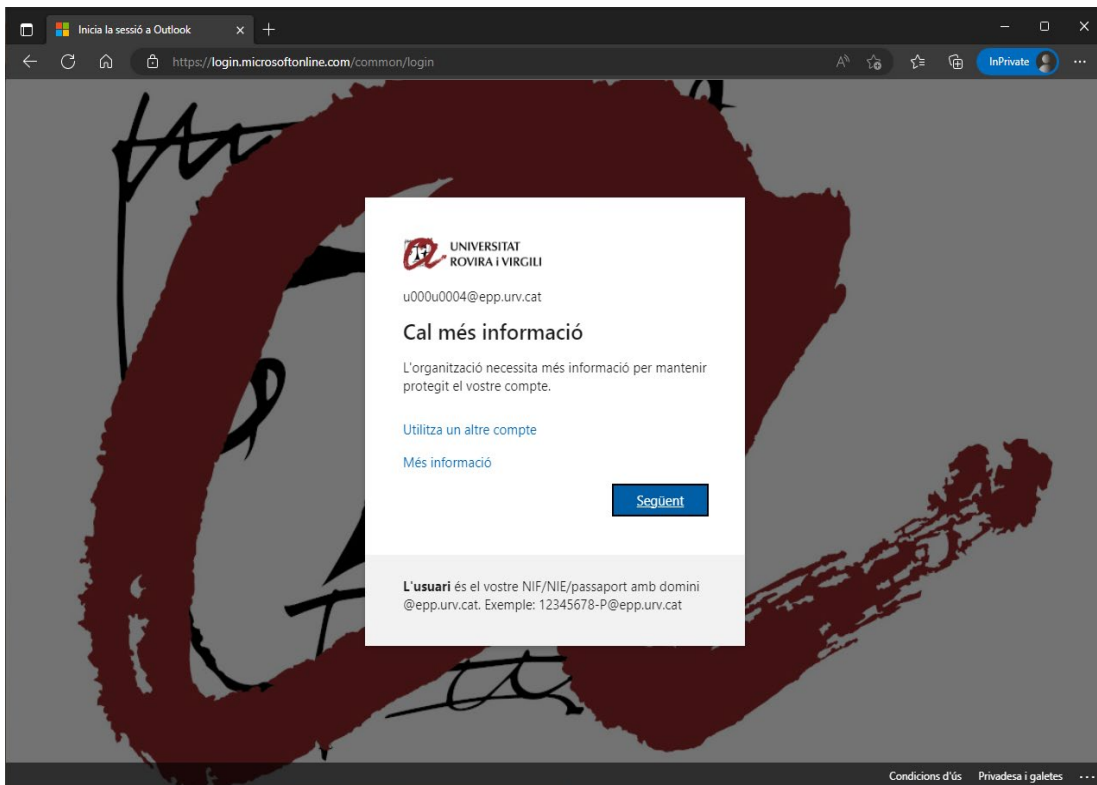 Inicia la sessió a Outlook
https://login.microsoftonline.com/common/login
InPrivate
UNIVERSITAT
ROVIRA i VIRGILI
u000u0004@epp.urv.cat
Cal més informació
L'organització necessita més informació per mantenir
protegit el vostre compte.
Utilitza un altre compte
Més informació
Següent
L'usuari és el vostre NIF/NIE/passaport amb domini
@epp.urv.cat. Exemple: 12345678-P@epp.urv.cat
Condicions d'ús Privadesa i galetes ...